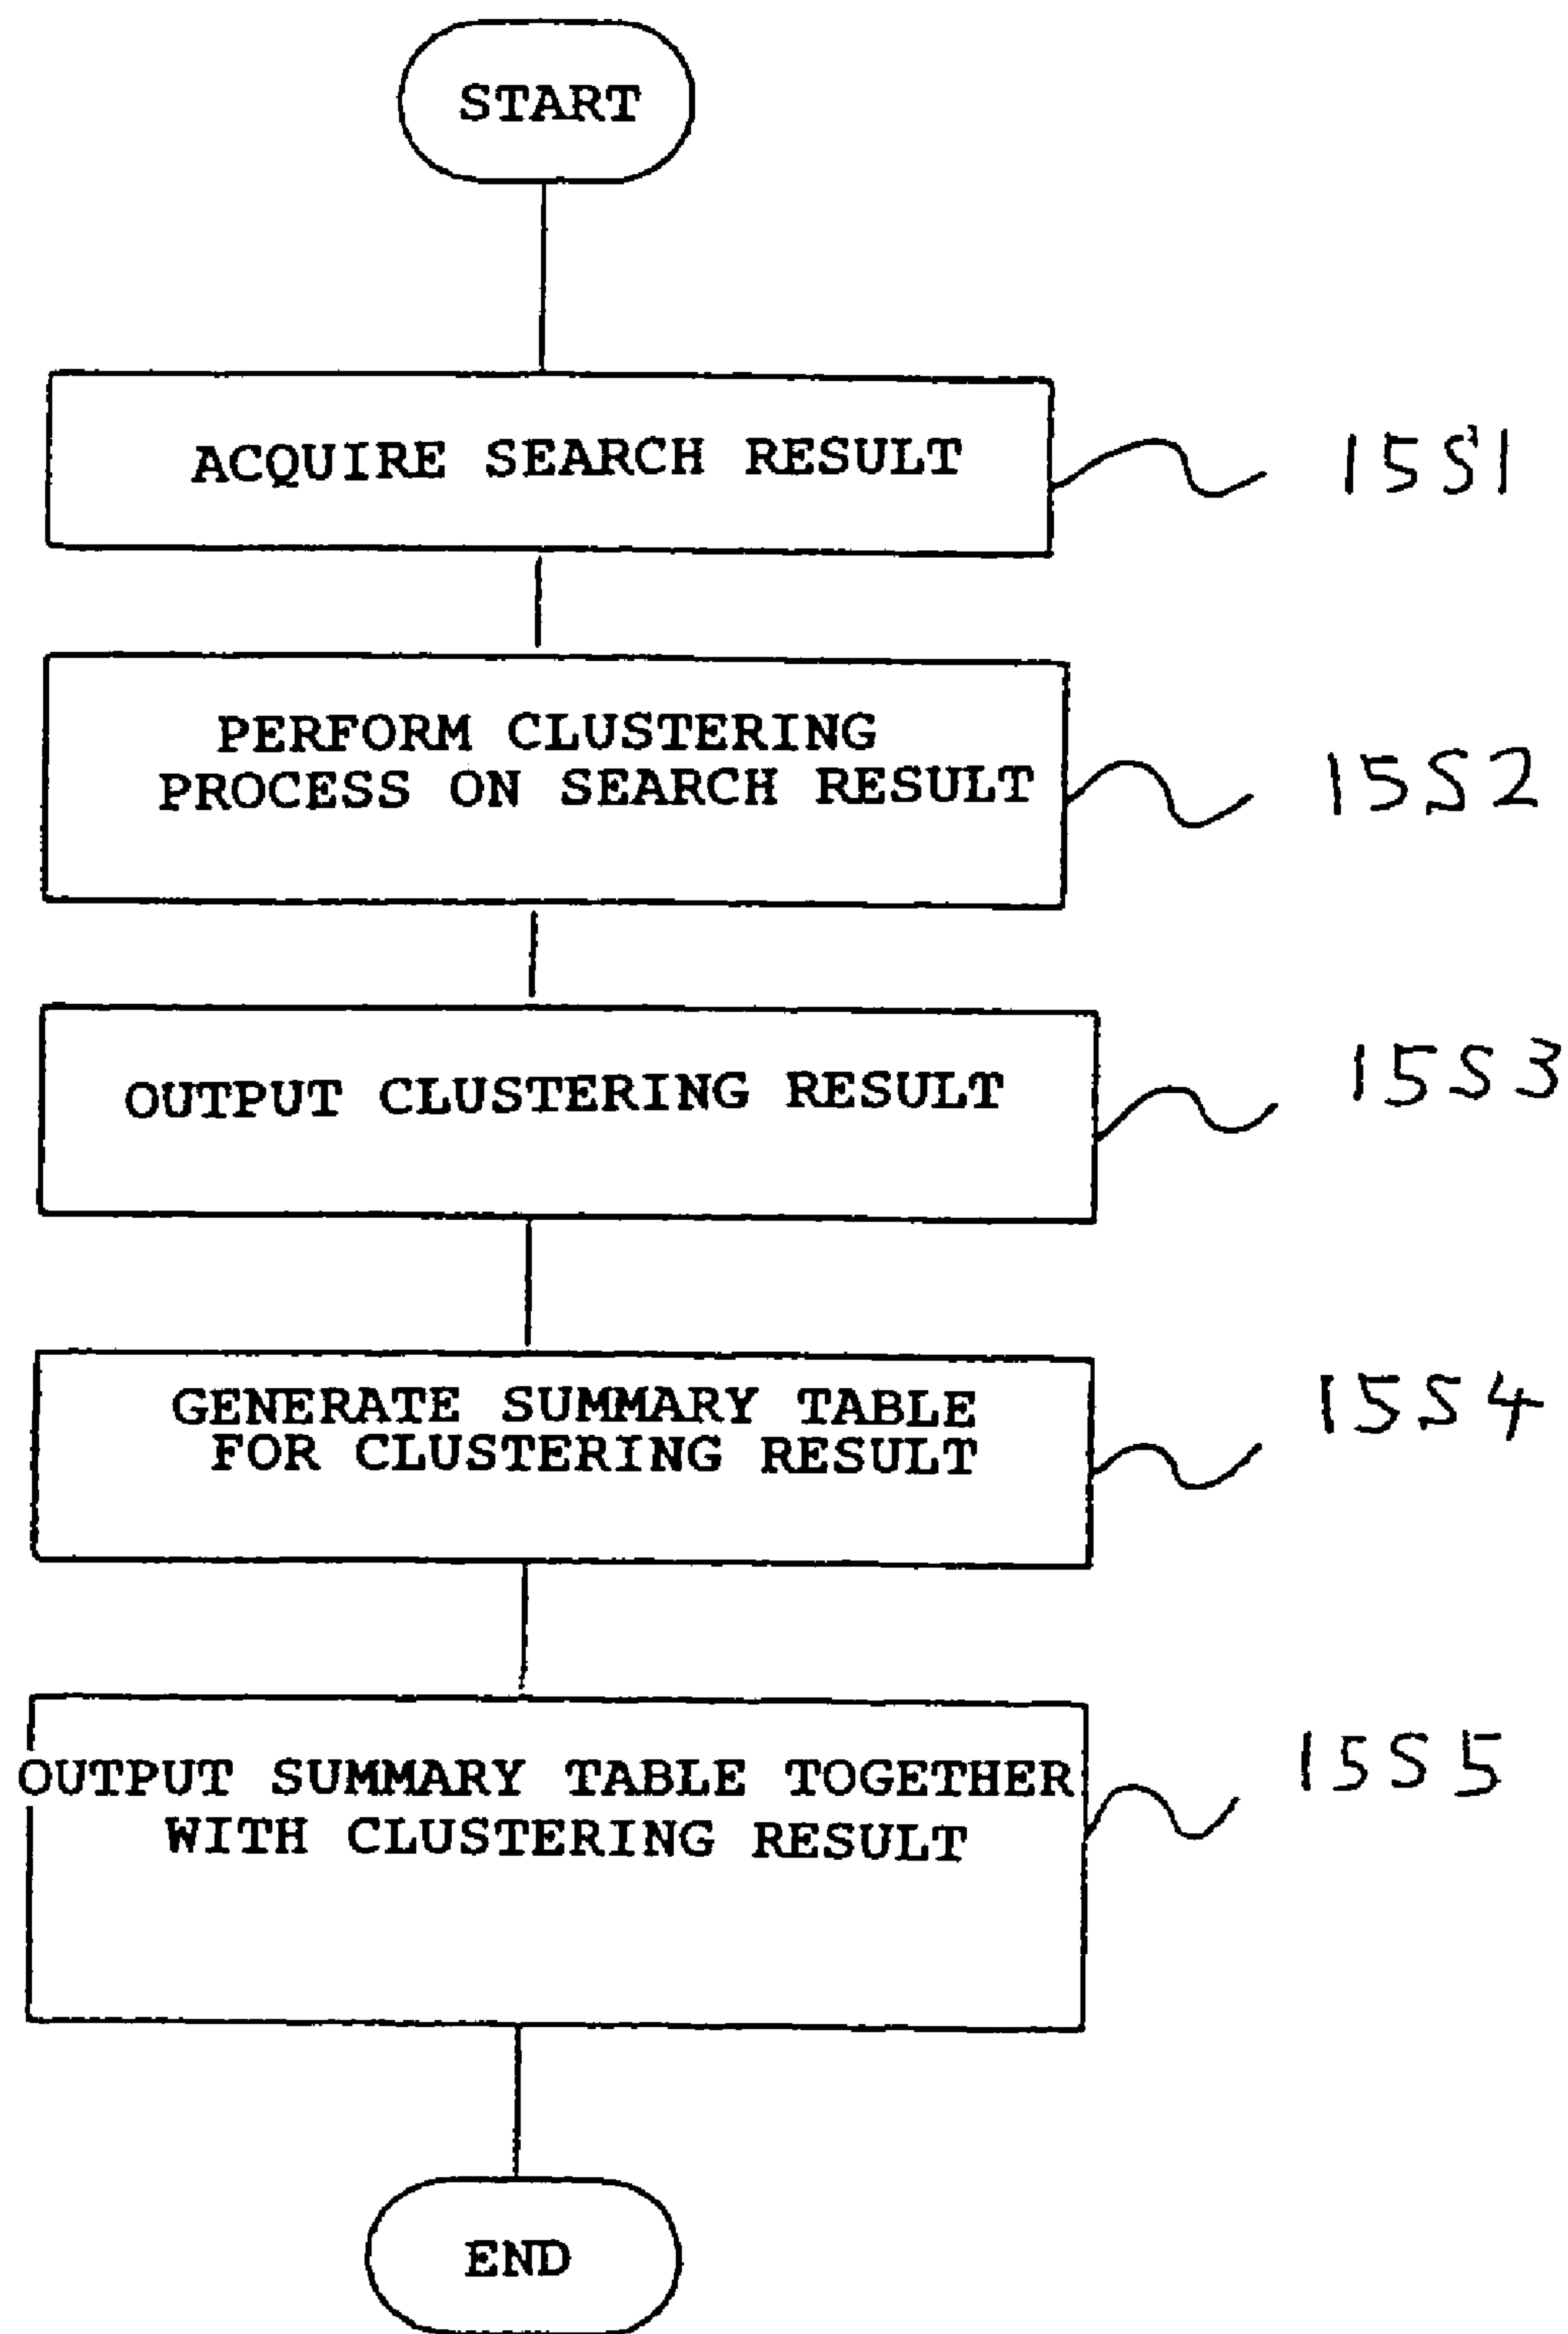 START
ACQUIRE SEARCH RESULT
15S1
PERFORM CLUSTERING
PROCESS ON SEARCH RESULT
15S2
OUTPUT CLUSTERING RESULT
15S3
GENERATE SUMMARY TABLE
FOR CLUSTERING RESULT
15S4
OUTPUT SUMMARY TABLE TOGETHER
WITH CLUSTERING RESULT
15S5
END